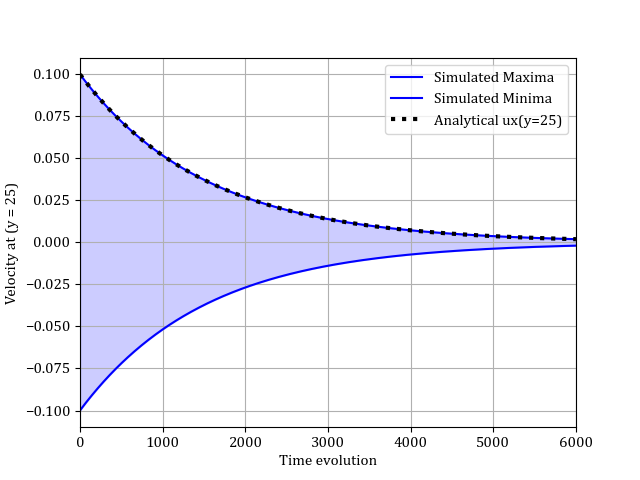 0.100
0.075
0.050
0.025
0.000
−0.025
−0.050
−0.075
−0.100
Velocity at (y = 25)
Simulated Maxima
Simulated Minima
Analytical ux(y=25)
0 1000 2000 3000 4000 5000 6000
Time evolution